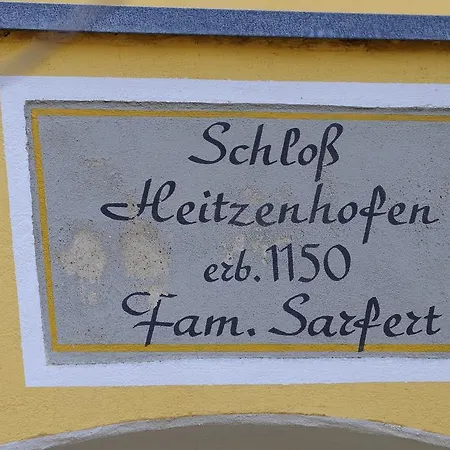 Schloß
Heitzenhofen
erb. 1150
Fam. Sarfert